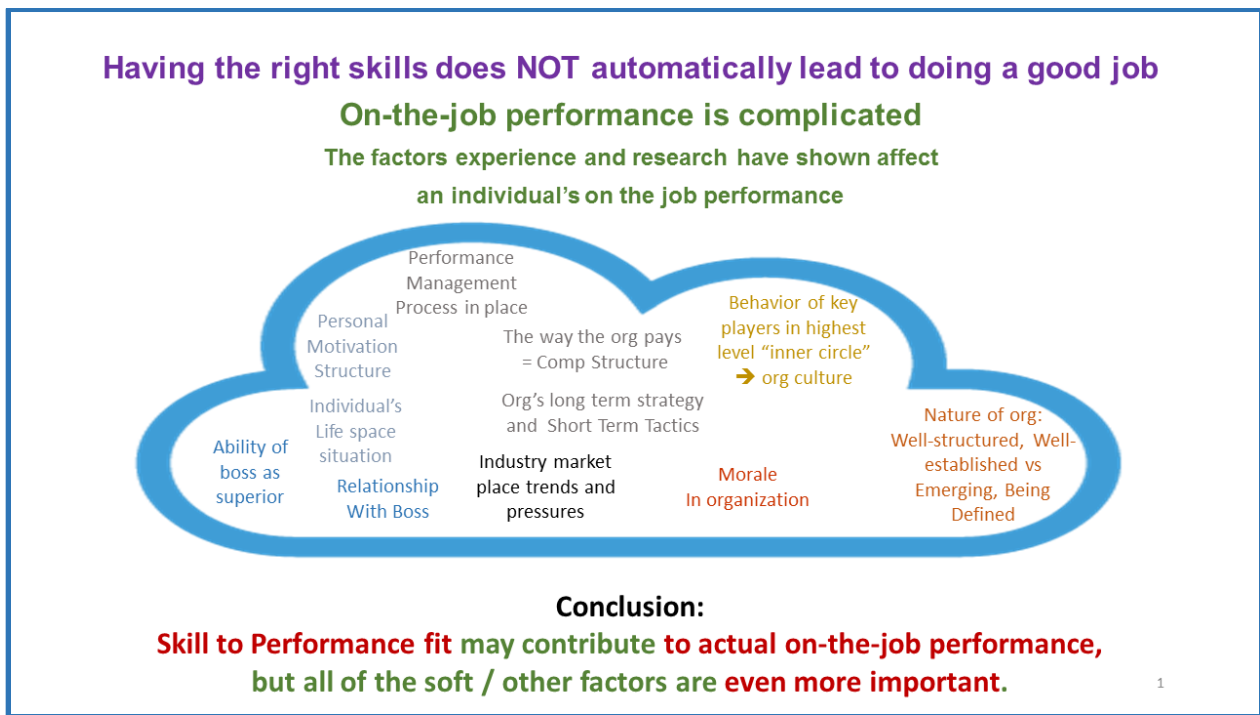 Having the right skills does NOT automatically lead to doing a good job
On-the-job performance is complicated
The factors experience and research have shown affect
an individual's on the job performance
Performance
Management
Process in place
Personal
Motivation
Structure
The way the org pays
= Comp Structure
Behavior of key
players in highest
level “inner circle”
➔ org culture
Individual's
Life space
situation
Org's long term strategy
and Short Term Tactics
Ability of
boss as
superior
Relationship
With Boss
Industry market
place trends and
pressures
Morale
In organization
Nature of org:
Well-structured, Well-
established vs
Emerging, Being
Defined
Conclusion:
Skill to Performance fit may contribute to actual on-the-job performance,
but all of the soft / other factors are even more important.
1